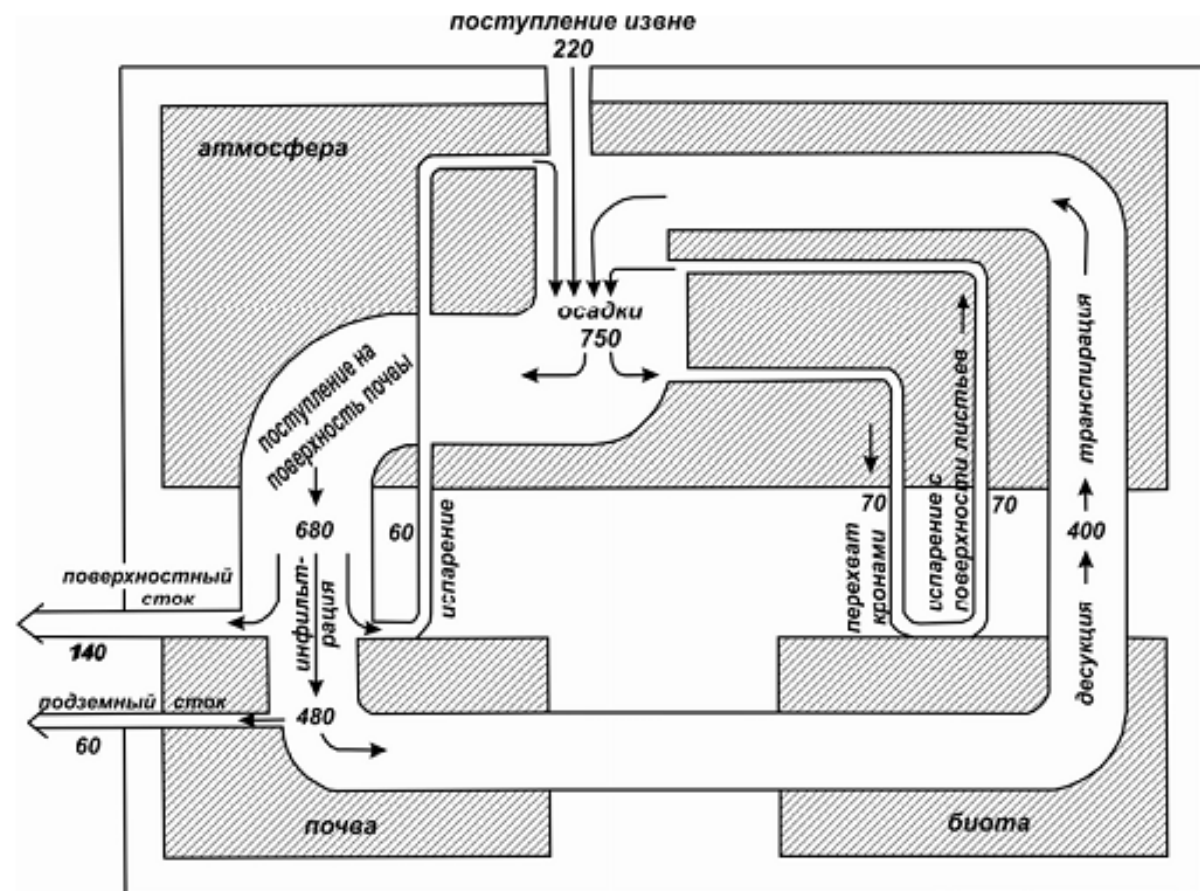 поступление извне
220
атмосфера
осадки
750
поступление на
поверхность почвы
680
60
испарение
инфильт-
рация
перехват
кронами
70
испарение с
поверхности листьев
70
транспирация
400
десукция
поверхностный
сток
140
подземный сток
60
480
почва
биота